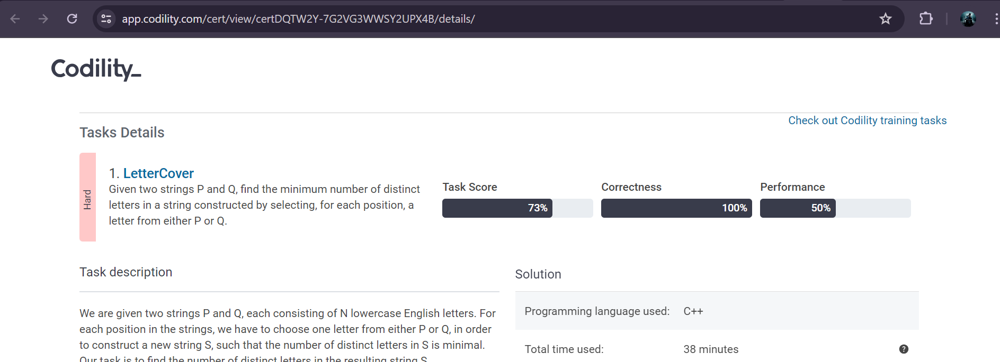 app.codility.com/cert/view/certDQTW2Y-7G2VG3WWSY2UPX4B/details/
Codility_
Check out Codility training tasks
Tasks Details
Hard
1. LetterCover
Given two strings P and Q, find the minimum number of distinct
letters in a string constructed by selecting, for each position, a
letter from either P or Q.
Task Score
Correctness
Performance
73%
100%
50%
Task description
Solution
We are given two strings P and Q, each consisting of N lowercase English letters. For
each position in the strings, we have to choose one letter from either P or Q, in order
to construct a new string S, such that the number of distinct letters in S is minimal.
Our task is to find the number of distinct letters in the resulting string S.
Programming language used: C++
Total time used: 38 minutes
?